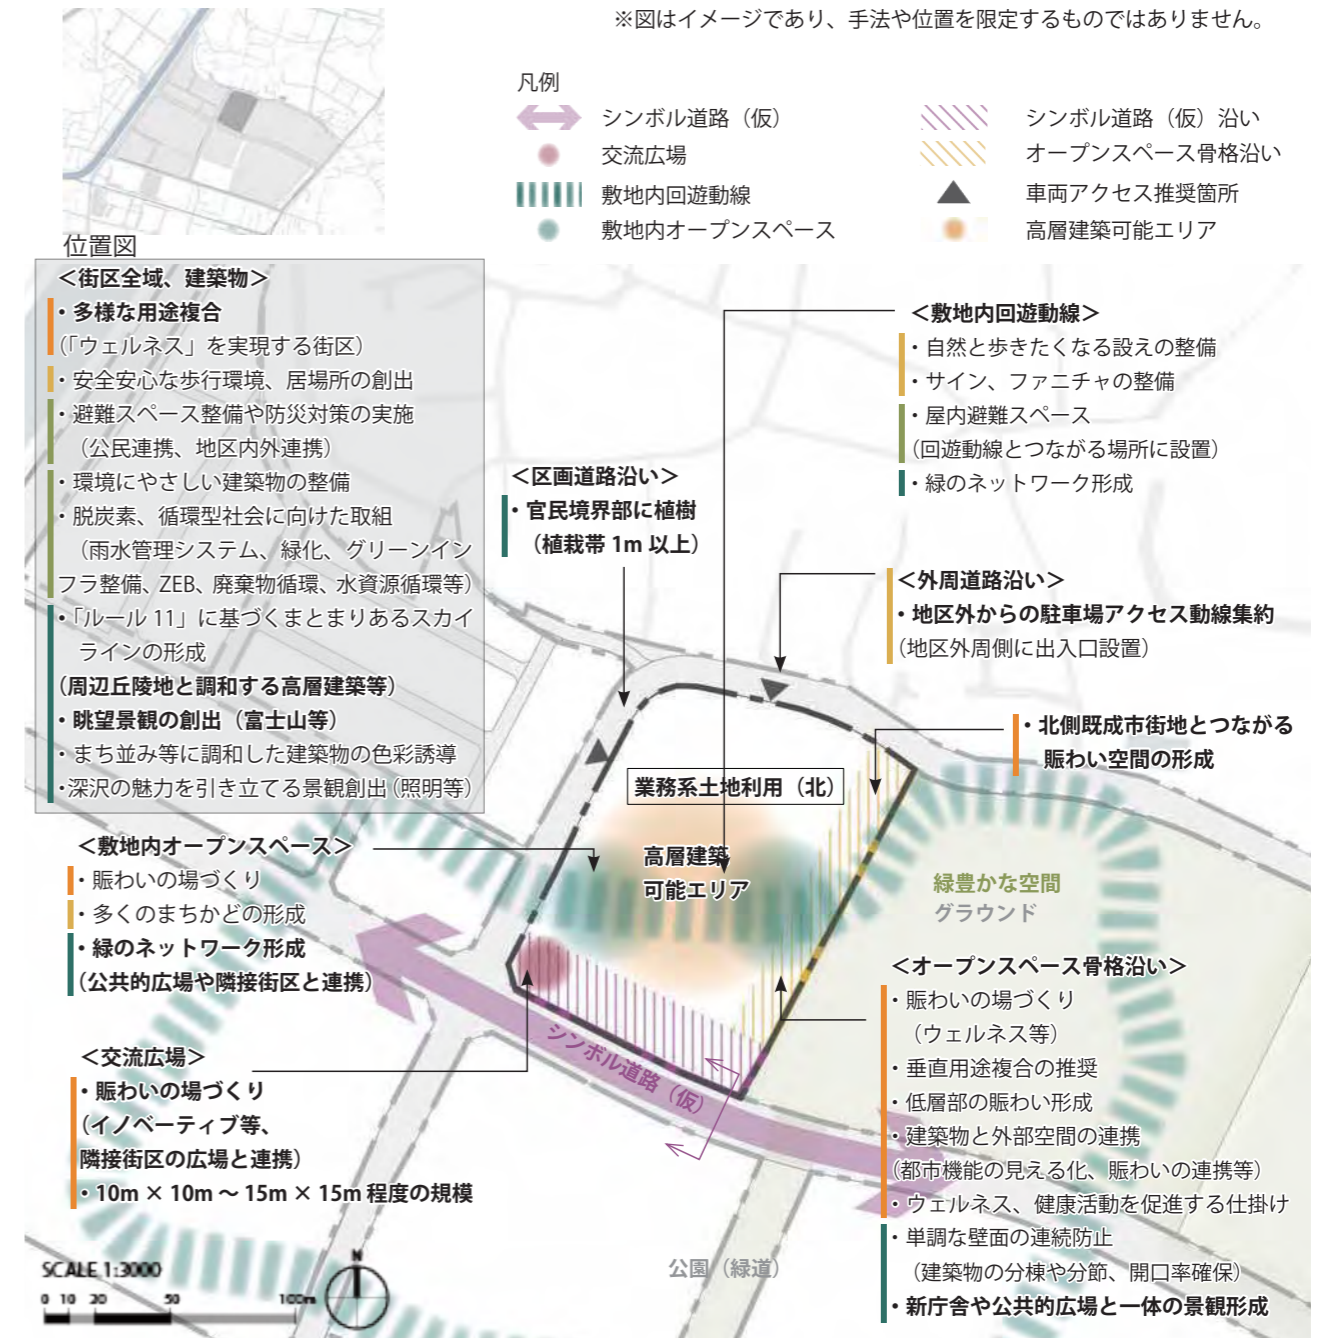 ※図はイメージであり、手法や位置を限定するものではありません。
凡例
シンボル道路（仮）
交流広場
敷地内回遊動線
敷地内オープンスペース
シンボル道路（仮）沿い
オープンスペース骨格沿い
車両アクセス推奨箇所
高層建築可能エリア
位置図
＜街区全域、建築物＞
・多様な用途複合
（「ウェルネス」を実現する街区）
・安全安心な歩行環境、居場所の創出
・避難スペース整備や防災対策の実施
（公民連携、地区内外連携）
・環境にやさしい建築物の整備
・脱炭素、循環型社会に向けた取組
（雨水管理システム、緑化、グリーンイン
フラ整備、ZEB、廃棄物循環、水資源循環等）
・「ルール 11」に基づくまとまりあるスカイ
ラインの形成
（周辺丘陵地と調和する高層建築等）
・眺望景観の創出（富士山等）
・まち並み等に調和した建築物の色彩誘導
・深沢の魅力を引き立てる景観創出（照明等）
＜敷地内回遊動線＞
・自然と歩きたくなる設えの整備
・サイン、ファニチャの整備
・屋内避難スペース
（回遊動線とつながる場所に設置）
・緑のネットワーク形成
＜区画道路沿い＞
・官民境界部に植樹
（植栽帯 1m 以上）
＜外周道路沿い＞
・地区外からの駐車場アクセス動線集約
（地区外周側に出入口設置）
・北側既成市街地とつながる
賑わい空間の形成
業務系土地利用（北）
高層建築
可能エリア
緑豊かな空間
グラウンド
＜敷地内オープンスペース＞
・賑わいの場づくり
・多くのまちかどの形成
・緑のネットワーク形成
（公共的広場や隣接街区と連携）
＜オープンスペース骨格沿い＞
・賑わいの場づくり
（ウェルネス等）
・垂直用途複合の推奨
・低層部の賑わい形成
・建築物と外部空間の連携
（都市機能の見える化、賑わいの連携等）
・ウェルネス、健康活動を促進する仕掛け
・単調な壁面の連続防止
（建築物の分棟や分節、開口率確保）
・新庁舎や公共的広場と一体の景観形成
＜交流広場＞
・賑わいの場づくり
（イノベーティブ等、
隣接街区の広場と連携）
・10m × 10m ～ 15m × 15m 程度の規模
シンボル道路（仮）
公園（緑道）
SCALE 1:3000
0 10 20 50 100m
N